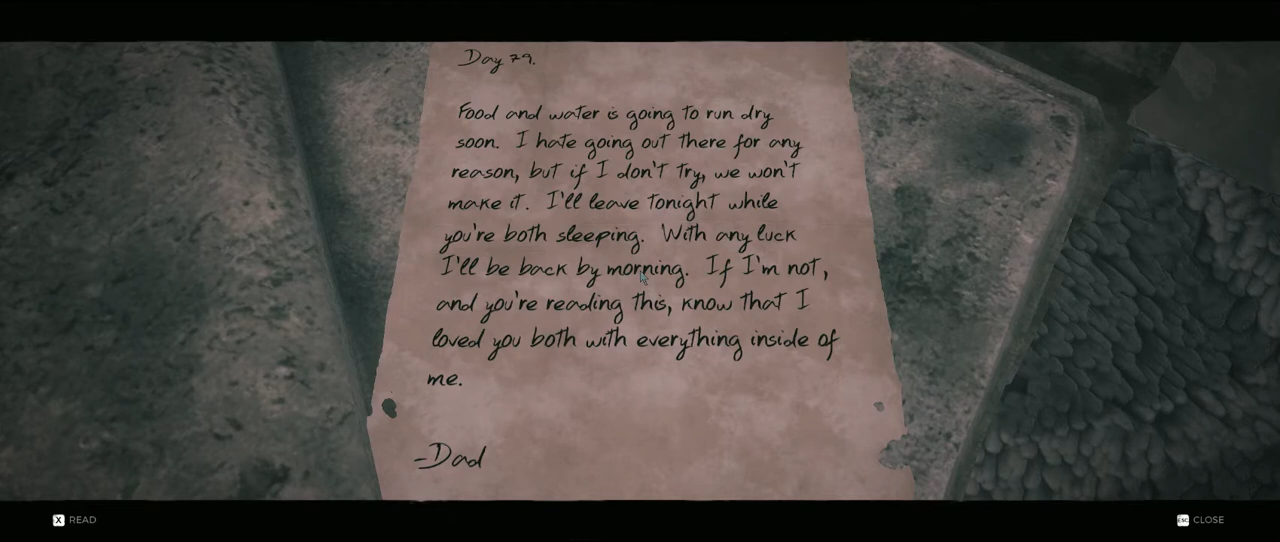 Day 79.
Food and water is going to run dry
soon. I hate going out there for any
reason, but if I don't try, we won't
make it. I'll leave tonight while
you're both sleeping. With any luck
I'll be back by morning. If I'm not,
and you're reading this, know that I
loved you both with everything inside of
me.
-Dad
X READ
ESC CLOSE